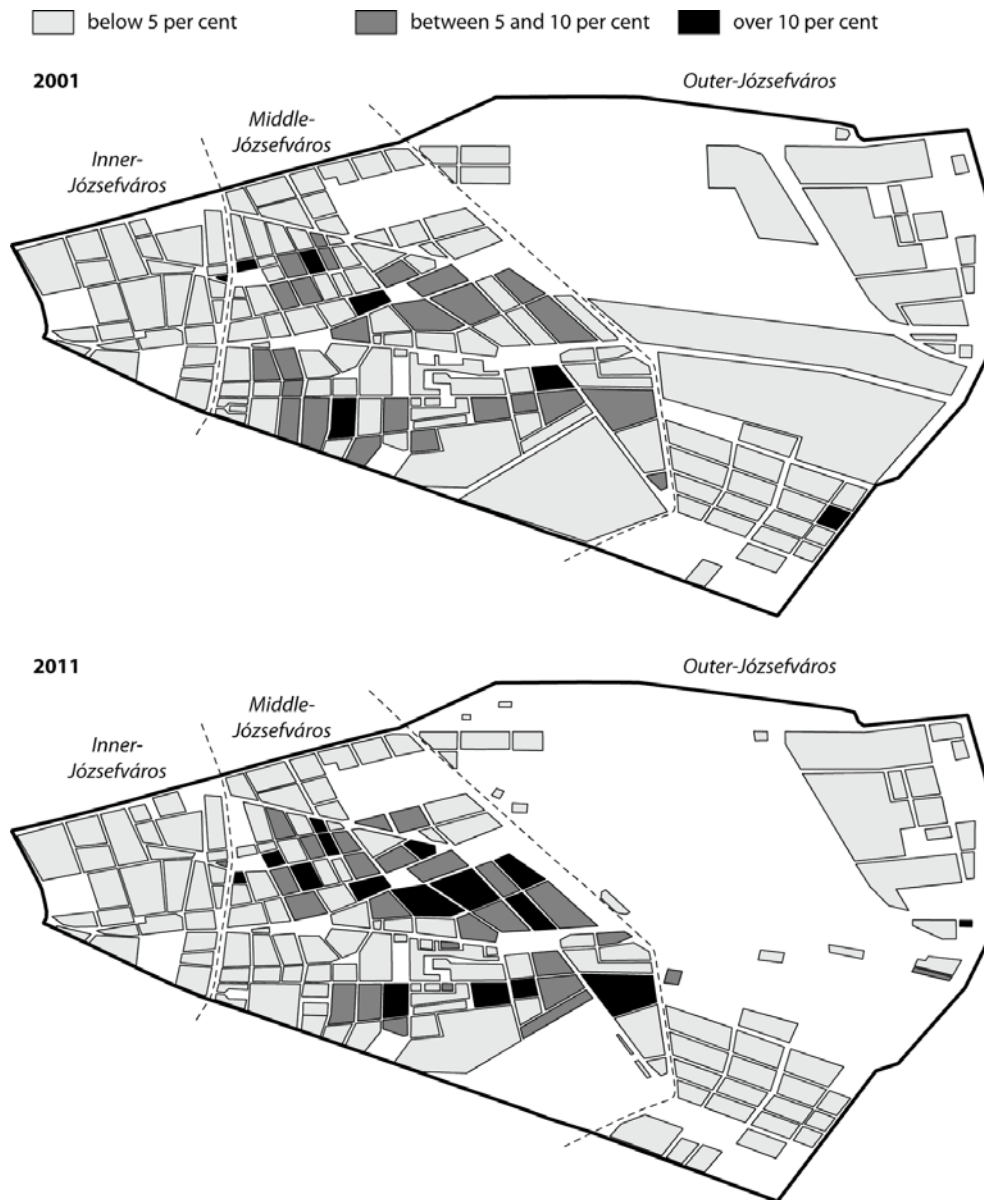 below 5 per cent
between 5 and 10 per cent
over 10 per cent
2001
Outer-Józsefváros
Middle-
Józsefváros
Inner-
Józsefváros
2011
Outer-Józsefváros
Middle-
Józsefváros
Inner-
Józsefváros